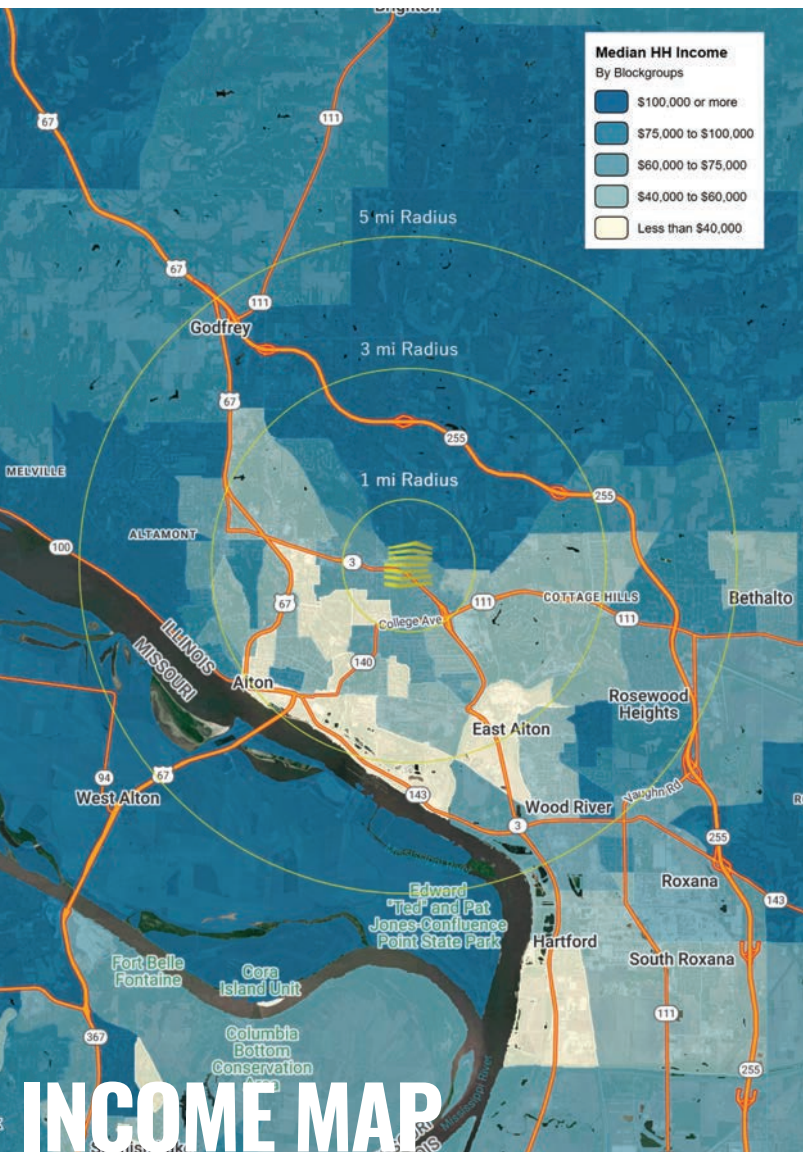 Brighton
Median HH Income
By Blockgroups
$100,000 or more
$75,000 to $100,000
$60,000 to $75,000
$40,000 to $60,000
Less than $40,000
67
111
5 mi Radius
67
111
Godfrey
3 mi Radius
67
255
MELVILLE
1 mi Radius
255
ALTAMONT
100
3
67
111
COTTAGE HILLS
Bethalto
College Ave
111
ILLINOIS
MISSOURI
140
Alton
Rosewood
Heights
East Alton
94
67
143
West Alton
Vaughn Rd
Wood River
3
255
Roxana
143
Edward
"Ted" and Pat
Jones-Confluence
Point State Park
Hartford
South Roxana
Fort Belle
Fontaine
Cora
Island Unit
111
367
Columbia
Bottom
Conservation
Area
255
Mississippi River
INCOME MAP